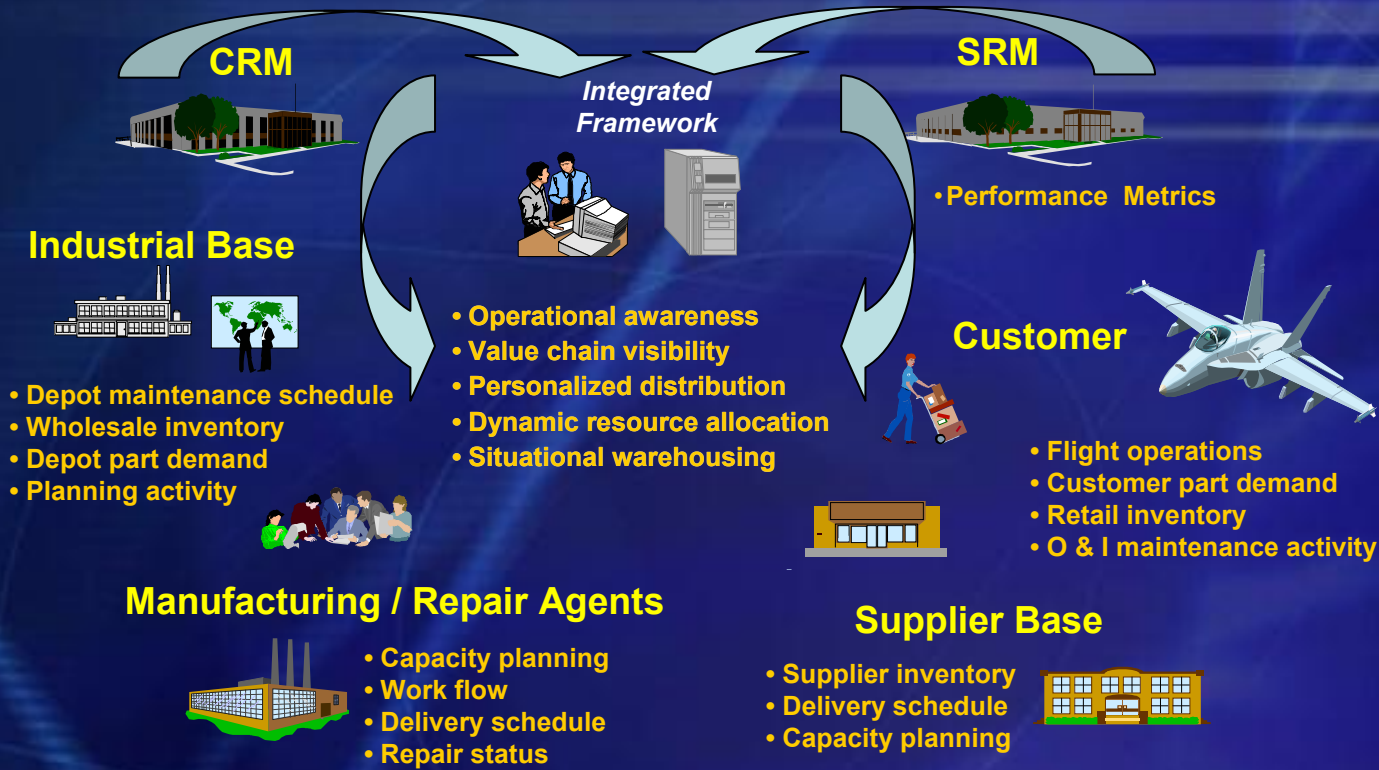 CRM
SRM
Integrated
Framework
• Performance Metrics
Industrial Base
• Depot maintenance schedule
• Wholesale inventory
• Depot part demand
• Planning activity
• Operational awareness
• Value chain visibility
• Personalized distribution
• Dynamic resource allocation
• Situational warehousing
Customer
• Flight operations
• Customer part demand
• Retail inventory
• O & I maintenance activity
Manufacturing / Repair Agents
• Capacity planning
• Work flow
• Delivery schedule
• Repair status
Supplier Base
• Supplier inventory
• Delivery schedule
• Capacity planning